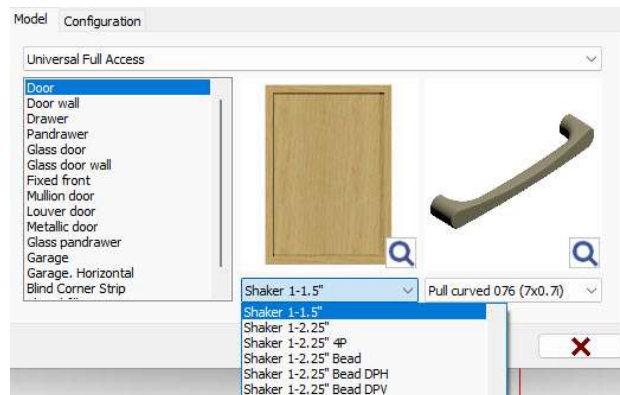 Model
Configuration
Universal Full Access
Door
Door wall
Drawer
Pandrawer
Glass door
Glass door wall
Fixed front
Mullion door
Louver door
Metallic door
Glass pandrawer
Garage
Garage. Horizontal
Blind Corner Strip
Shaker 1-1.5"
Pull curved 076 (7x0.7i)
Shaker 1-1.5"
Shaker 1-2.25"
Shaker 1-2.25" 4P
Shaker 1-2.25" Bead
Shaker 1-2.25" Bead DPH
Shaker 1-2.25" Bead DPV